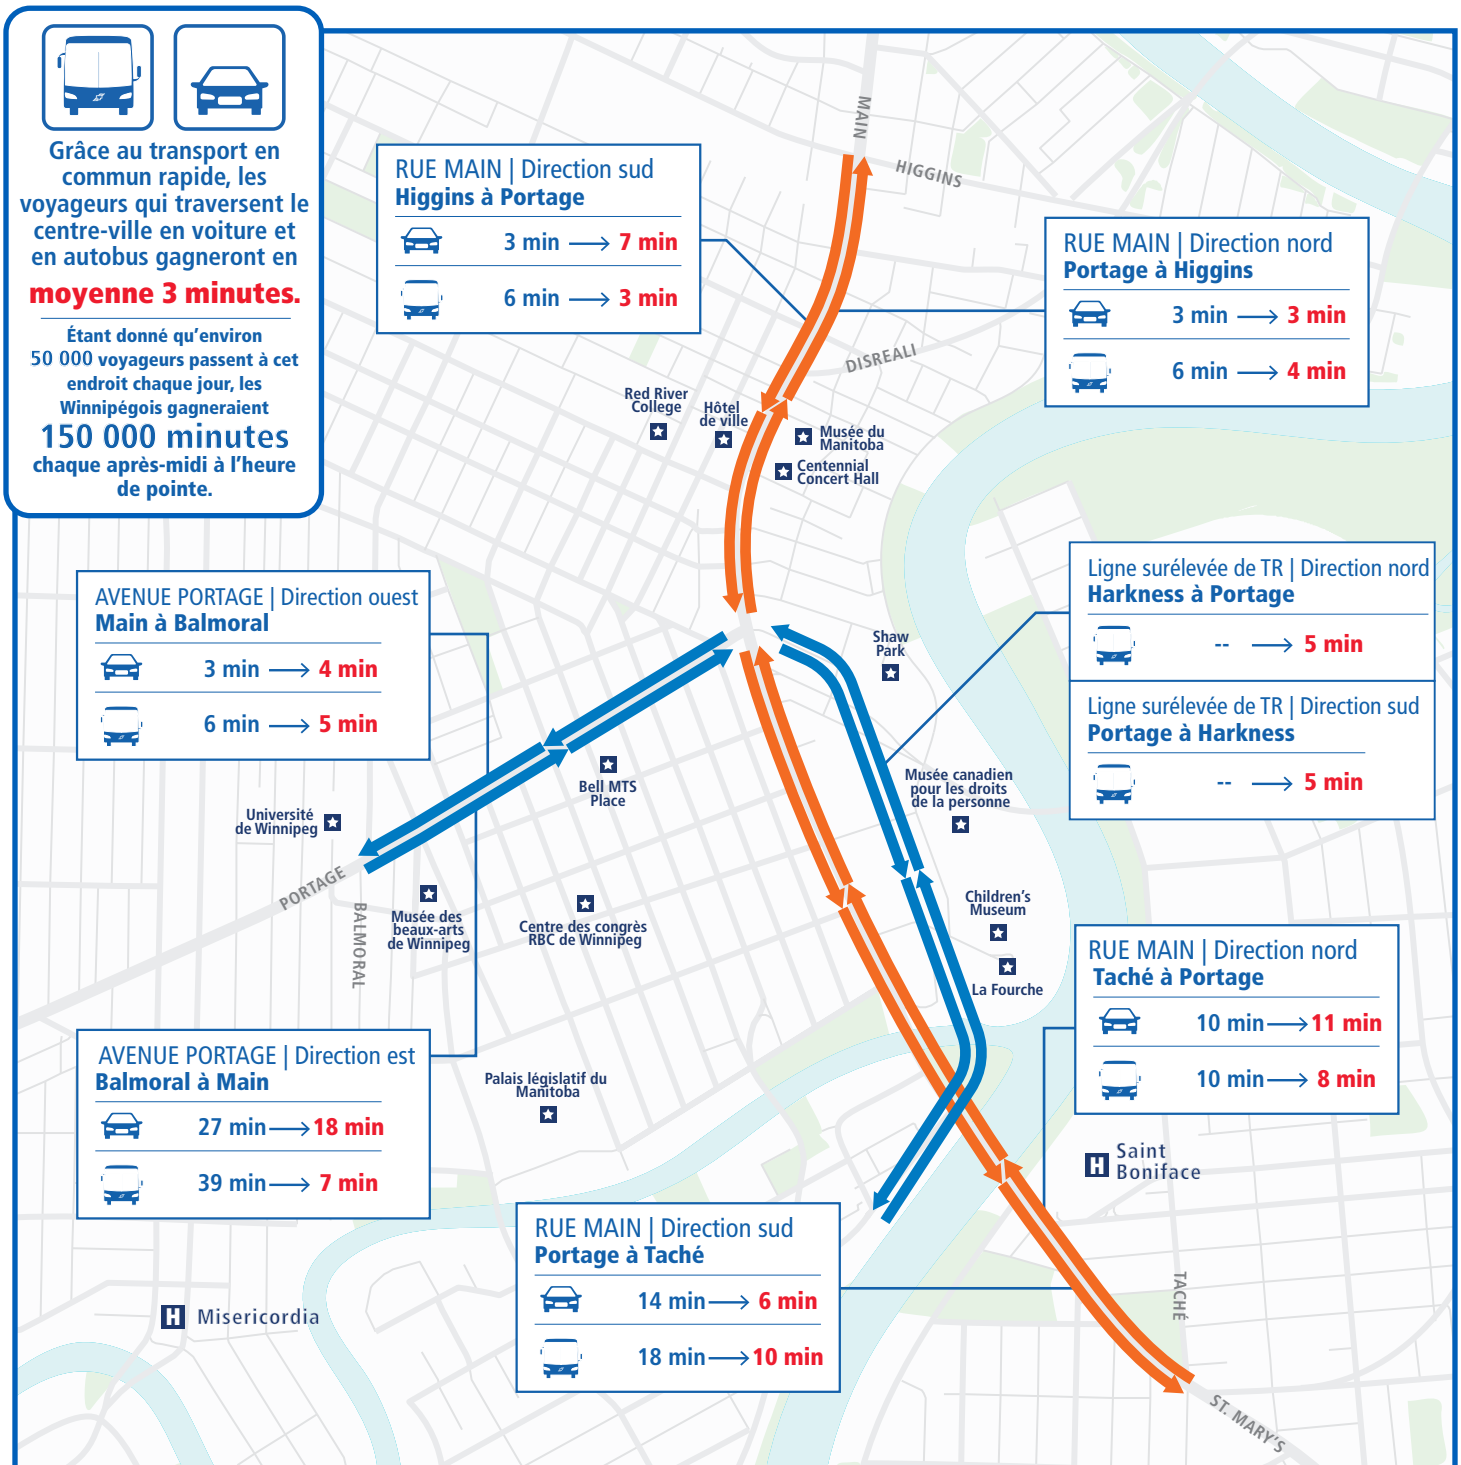 Grâce au transport en
commun rapide, les
voyageurs qui traversent le
centre-ville en voiture et
en autobus gagneront en
moyenne 3 minutes.
Étant donné qu'environ
50 000 voyageurs passent à cet
endroit chaque jour, les
Winnipégois gagneraient
150 000 minutes
chaque après-midi à l'heure
de pointe.
MAIN
HIGGINS
RUE MAIN | Direction sud
Higgins à Portage
3 min → 7 min
6 min → 3 min
RUE MAIN | Direction nord
Portage à Higgins
3 min → 3 min
6 min → 4 min
DISREALI
Red River
College
Hôtel
de ville
Musée du
Manitoba
Centennial
Concert Hall
AVENUE PORTAGE | Direction ouest
Main à Balmoral
3 min → 4 min
6 min → 5 min
Ligne surélevée de TR | Direction nord
Harkness à Portage
-- → 5 min
Ligne surélevée de TR | Direction sud
Portage à Harkness
-- → 5 min
Shaw
Park
Bell MTS
Place
Musée canadien
pour les droits
de la personne
Université
de Winnipeg
PORTAGE
BALMORAL
Musée des
beaux-arts
de Winnipeg
Centre des congrès
RBC de Winnipeg
Children's
Museum
La Fourche
RUE MAIN | Direction nord
Taché à Portage
10 min → 11 min
10 min → 8 min
AVENUE PORTAGE | Direction est
Balmoral à Main
27 min → 18 min
39 min → 7 min
Palais législatif du
Manitoba
H Saint
Boniface
RUE MAIN | Direction sud
Portage à Taché
14 min → 6 min
18 min → 10 min
H Misericordia
TACHÉ
ST. MARY'S